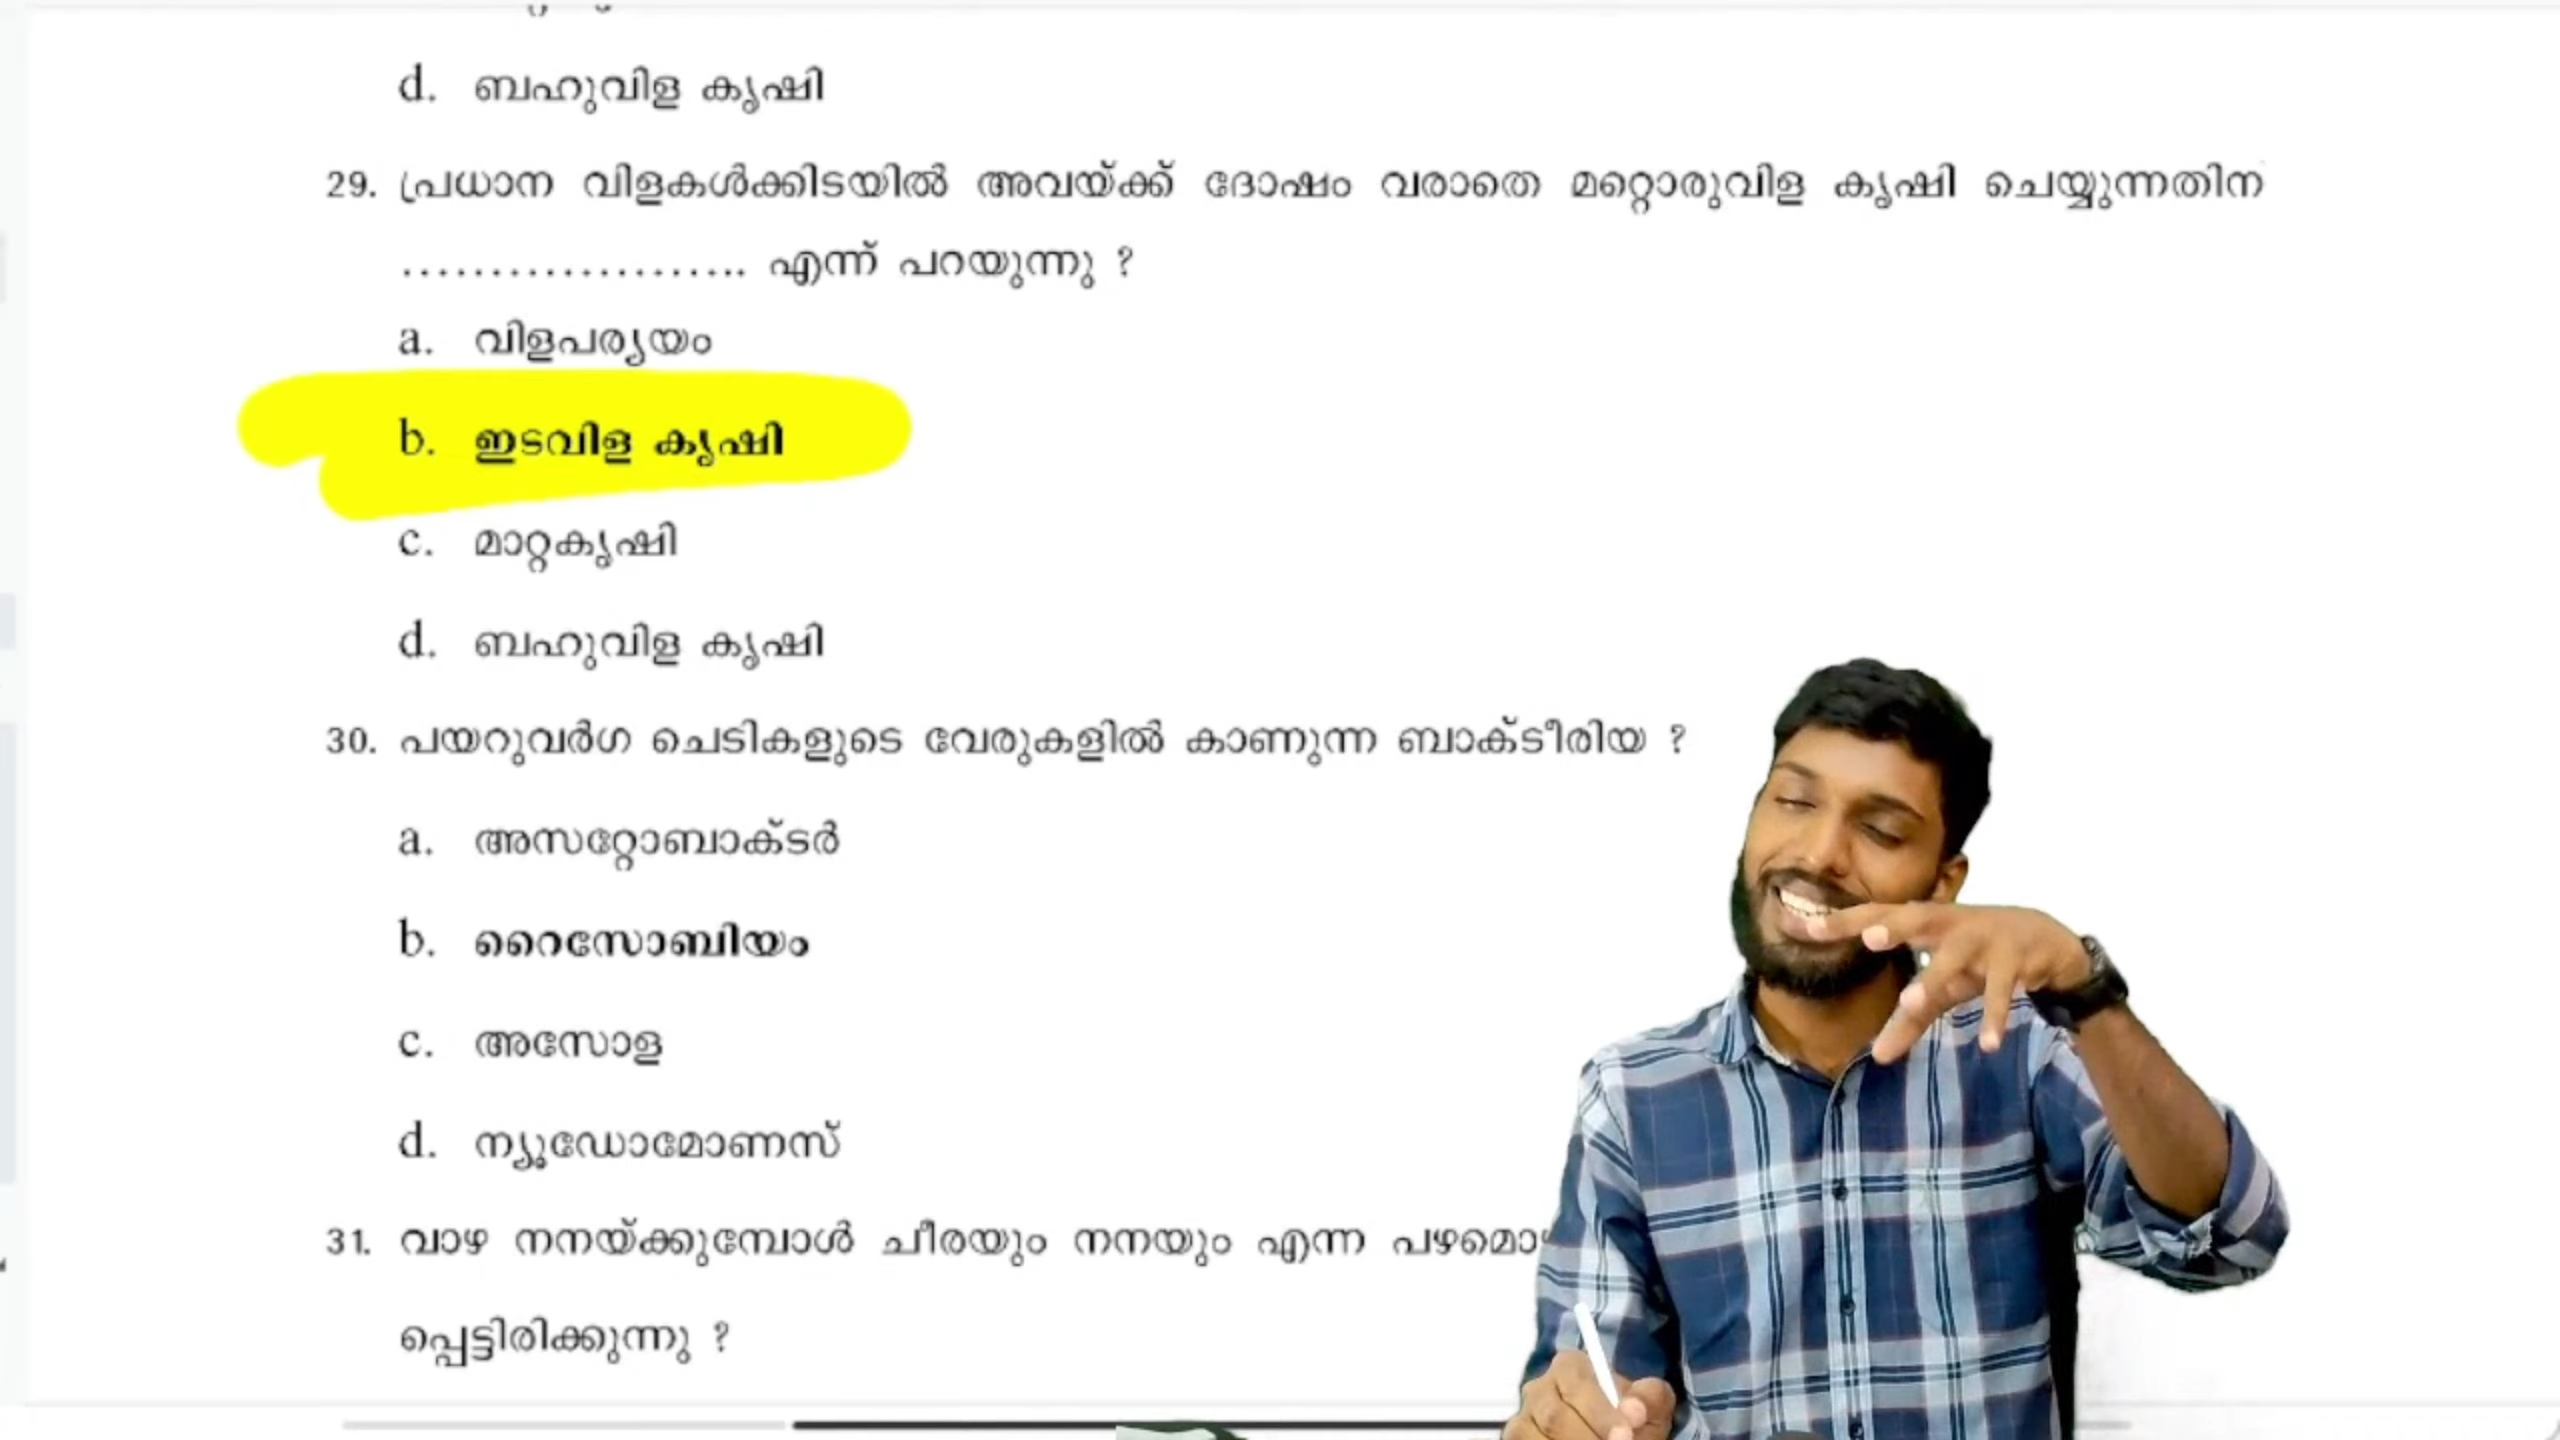 d. ബഹുവിള കൃഷി
29. പ്രധാന വിളകൾക്കിടയിൽ അവയ്ക്ക് ദോഷം വരാതെ മറ്റൊരുവിള കൃഷി ചെയ്യുന്നതിന
..................... എന്ന് പറയുന്നു ?
a. വിളപര്യയം
b. ഇടവിള കൃഷി
c. മാറ്റകൃഷി
d. ബഹുവിള കൃഷി
30. പയറുവർഗ ചെടികളുടെ വേരുകളിൽ കാണുന്ന ബാക്ടീരിയ ?
a. അസറ്റോബാക്ടർ
b. റൈസോബിയം
c. അസോള
d. ന്യൂഡോമോണസ്
31. വാഴ നനയ്ക്കുമ്പോൾ ചീരയും നനയും എന്ന
പ്പെട്ടിരിക്കുന്നു ?